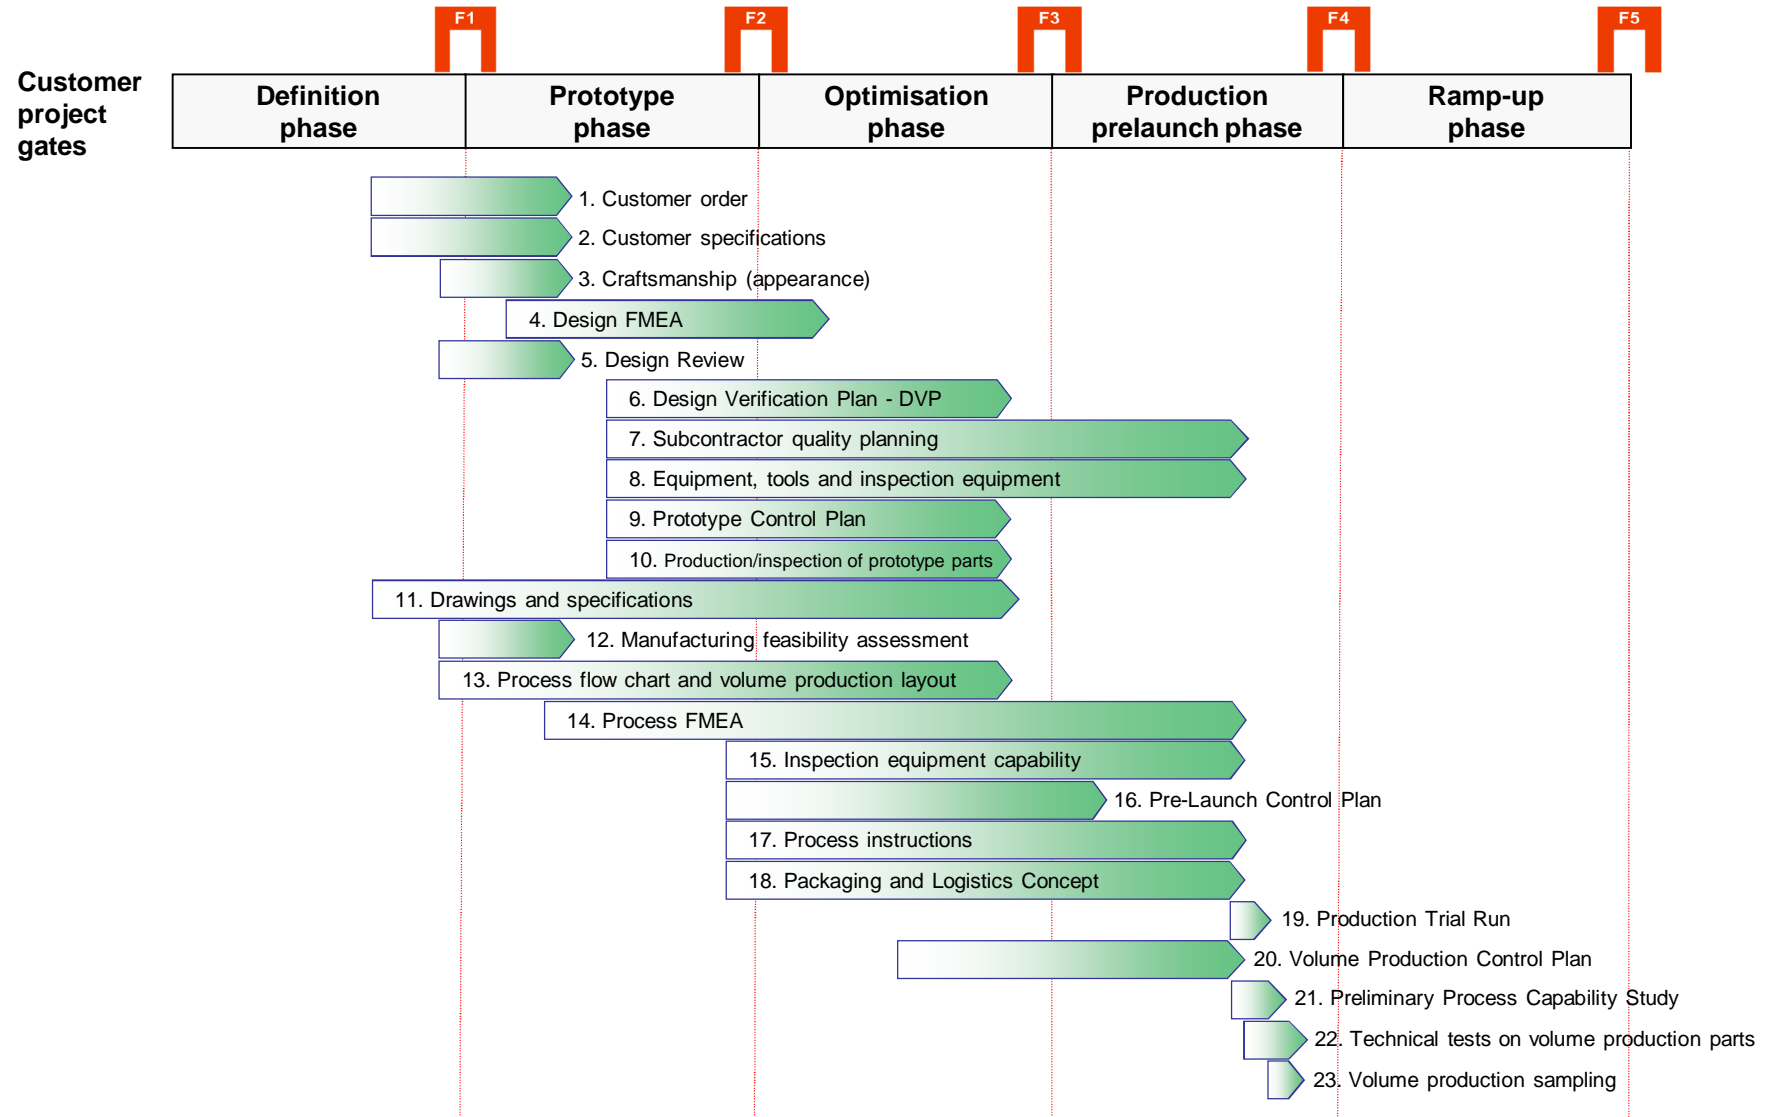 F1
F2
F3
F4
F5
Customer
project
gates
Definition
phase
Prototype
phase
Optimisation
phase
Production
prelaunch phase
Ramp-up
phase
1. Customer order
2. Customer specifications
3. Craftsmanship (appearance)
4. Design FMEA
5. Design Review
6. Design Verification Plan - DVP
7. Subcontractor quality planning
8. Equipment, tools and inspection equipment
9. Prototype Control Plan
10. Production/inspection of prototype parts
11. Drawings and specifications
12. Manufacturing feasibility assessment
13. Process flow chart and volume production layout
14. Process FMEA
15. Inspection equipment capability
16. Pre-Launch Control Plan
17. Process instructions
18. Packaging and Logistics Concept
19. Production Trial Run
20. Volume Production Control Plan
21. Preliminary Process Capability Study
22. Technical tests on volume production parts
23. Volume production sampling